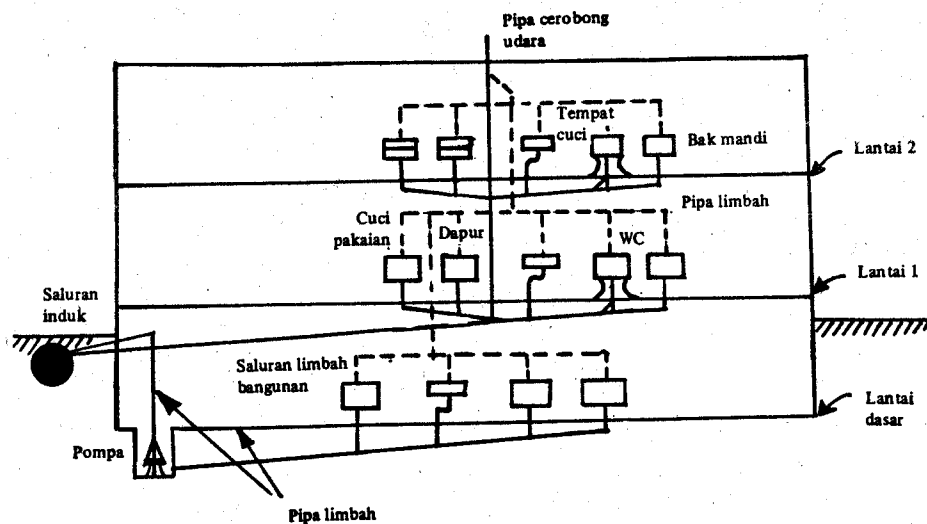 Pipa cerobong
udara
Tempat
cuci
Bak mandi
Lantai 2
Pipa limbah
Cuci
pakaian
Dapur
WC
Lantai 1
Saluran
induk
Saluran limbah
bangunan
Lantai
dasar
Pompa
Pipa limbah